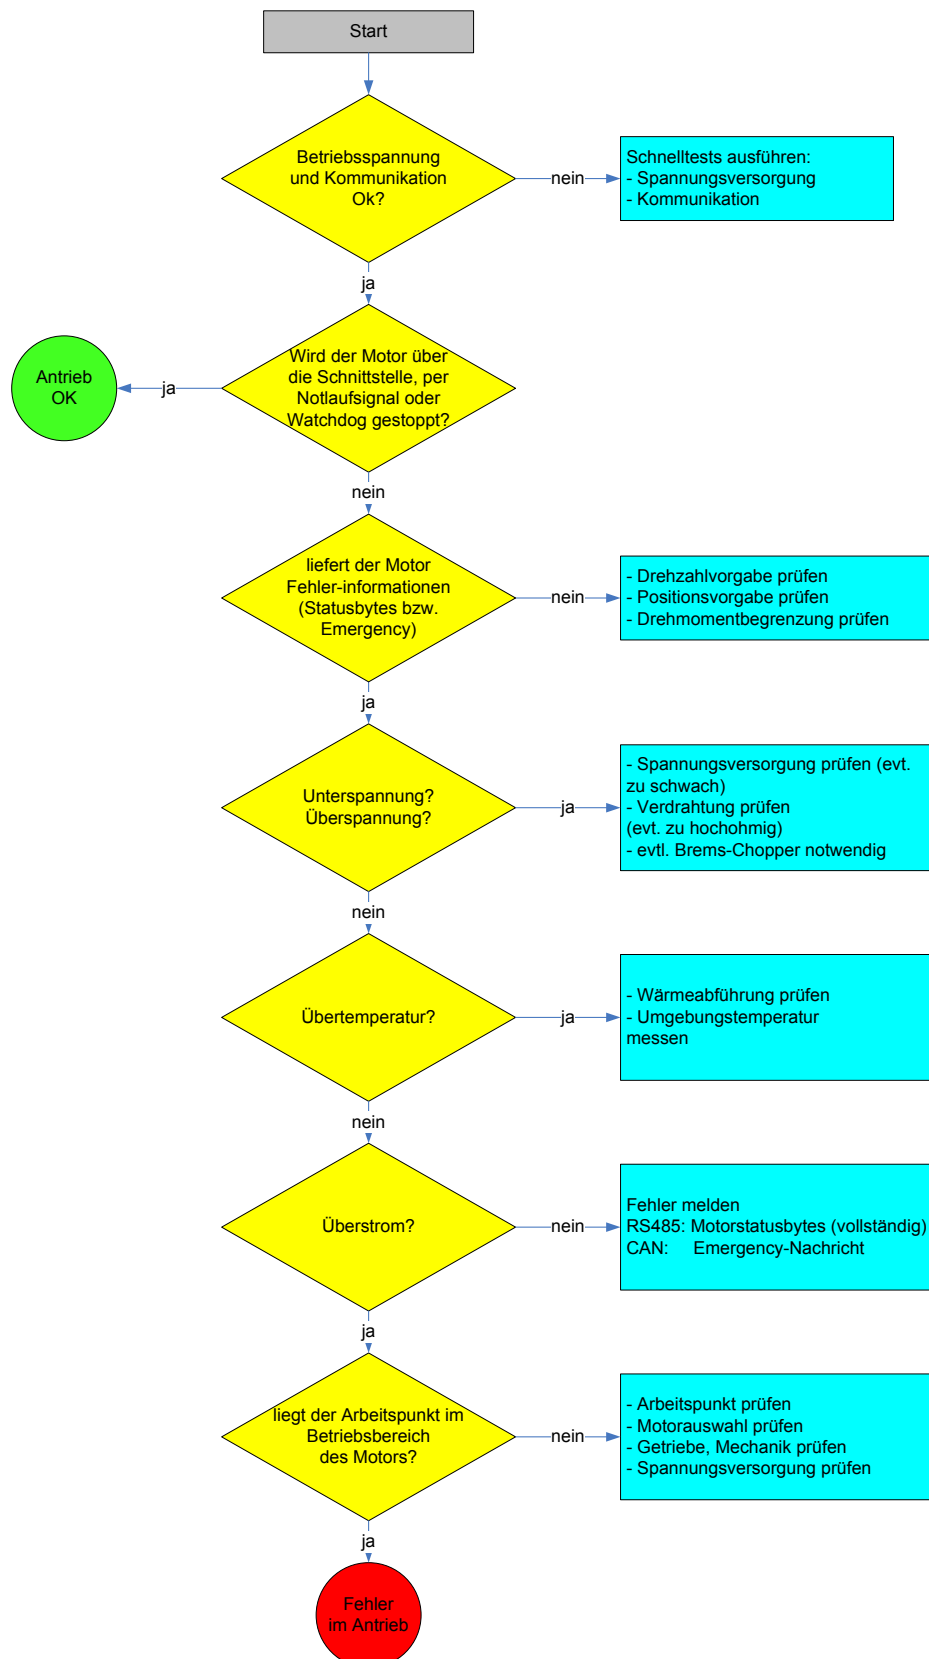 Start
Betriebsspannung
und Kommunikation
Ok?
nein
Schnelltests ausführen:
- Spannungsversorgung
- Kommunikation
ja
Wird der Motor über
die Schnittstelle, per
Notlaufsignal oder
Watchdog gestoppt?
ja
Antrieb
OK
nein
liefert der Motor
Fehler-informationen
(Statusbytes bzw.
Emergency)
nein
- Drehzahlvorgabe prüfen
- Positionsvorgabe prüfen
- Drehmomentbegrenzung prüfen
ja
Unterspannung?
Überspannung?
ja
- Spannungsversorgung prüfen (evt.
zu schwach)
- Verdrahtung prüfen
(evt. zu hochohmig)
- evtl. Brems-Chopper notwendig
nein
Übertemperatur?
ja
- Wärmeabführung prüfen
- Umgebungstemperatur
messen
nein
Überstrom?
nein
Fehler melden
RS485: Motorstatusbytes (vollständig)
CAN: Emergency-Nachricht
ja
liegt der Arbeitspunkt im
Betriebsbereich
des Motors?
nein
- Arbeitspunkt prüfen
- Motorauswahl prüfen
- Getriebe, Mechanik prüfen
- Spannungsversorgung prüfen
ja
Fehler
im Antrieb